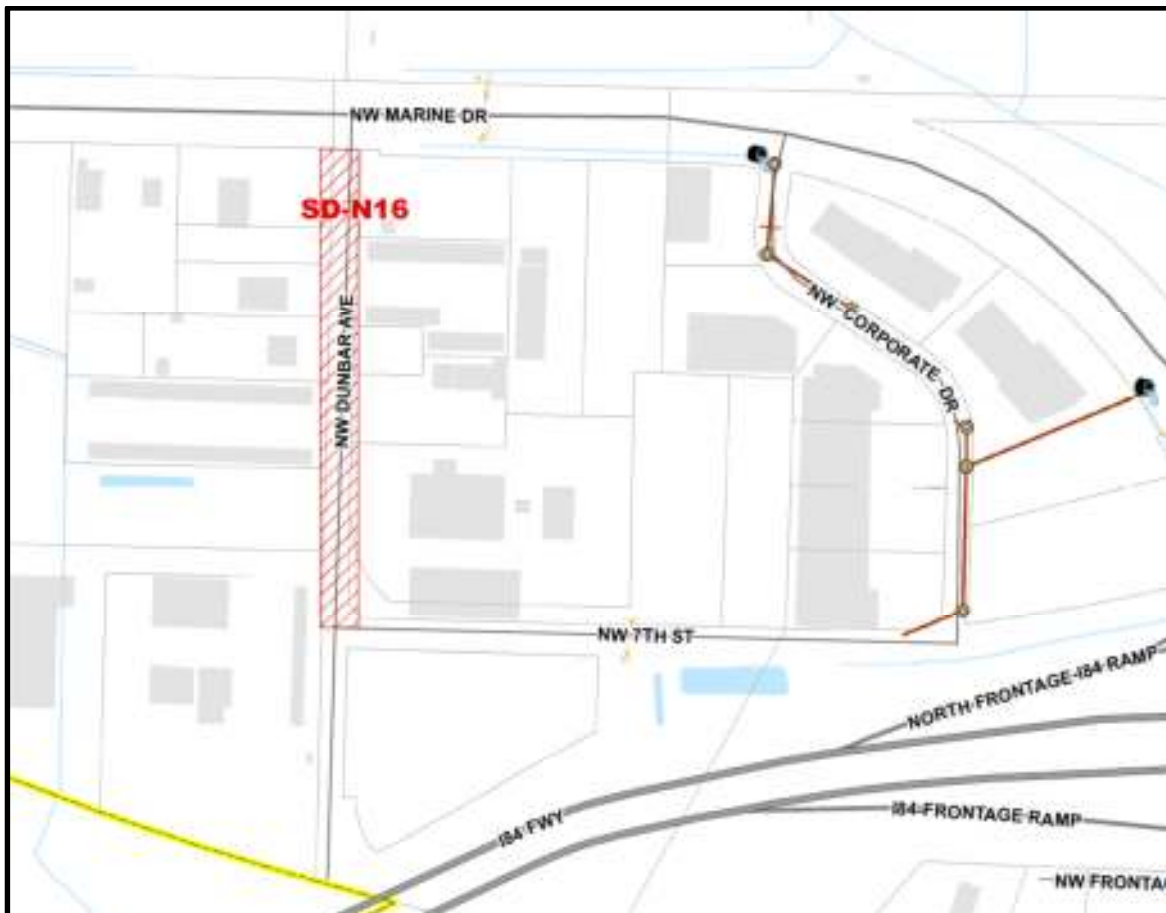 NW MARINE DR
SD-N16
NW DUNBAR AVE
NW CORPORATE DR
NW 7TH ST
NORTH FRONTAGE-I84 RAMP
I84 FWY
I84-FRONTAGE RAMP
NW FRONTAG